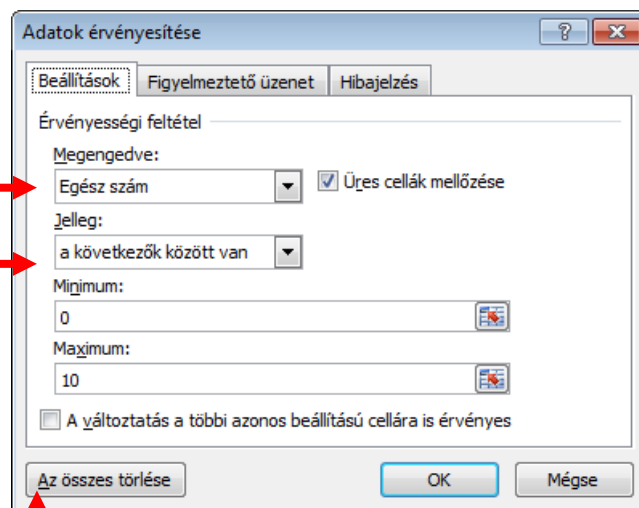 Adatok érvényesítése
Beállítások Figyelmeztető üzenet Hibajelzés
Érvényességi feltétel
Megengedve:
Egész szám Üres cellák mellőzése
Jelleg:
a következők között van
Minimum:
0
Maximum:
10
A változtatás a többi azonos beállítású cellára is érvényes
Az összes törlése OK Mégse